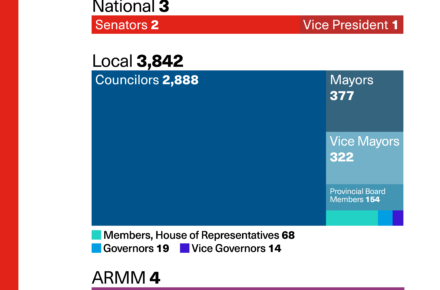 National 3
Senators 2 Vice President 1
Local 3,842
Councilors 2,888
Mayors
377
Vice Mayors
322
Provincial Board
Members 154
Members, House of Representatives 68
Governors 19 Vice Governors 14
ARMM 4